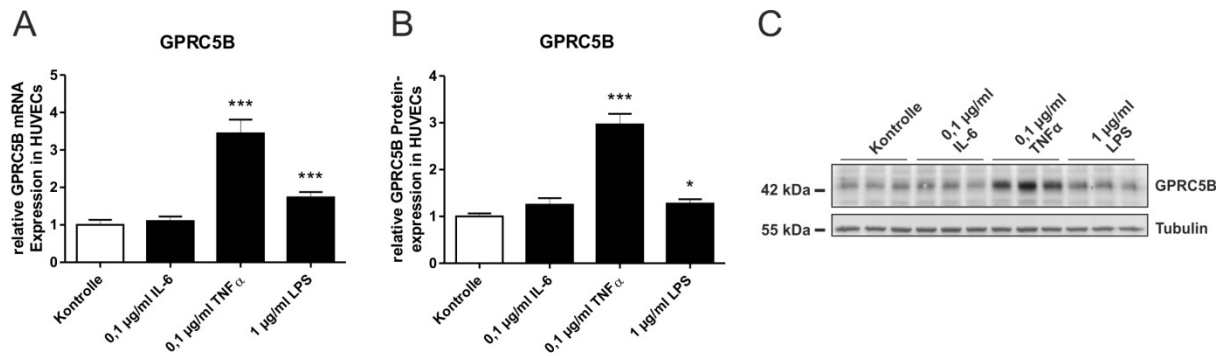 A
GPRC5B
relative GPRC5B mRNA
Expression in HUVECs
5
4
3
2
1
0
***
***
Kontrolle
0,1 µg/ml IL-6
0,1 µg/ml TNFα
1 µg/ml LPS
B
GPRC5B
relative GPRC5B Protein-
expression in HUVECs
4
3
2
1
0
***
*
Kontrolle
0,1 µg/ml IL-6
0,1 µg/ml TNFα
1 µg/ml LPS
C
Kontrolle
0,1 µg/ml
IL-6
0,1 µg/ml
TNFα
1 µg/ml
LPS
42 kDa
GPRC5B
55 kDa
Tubulin